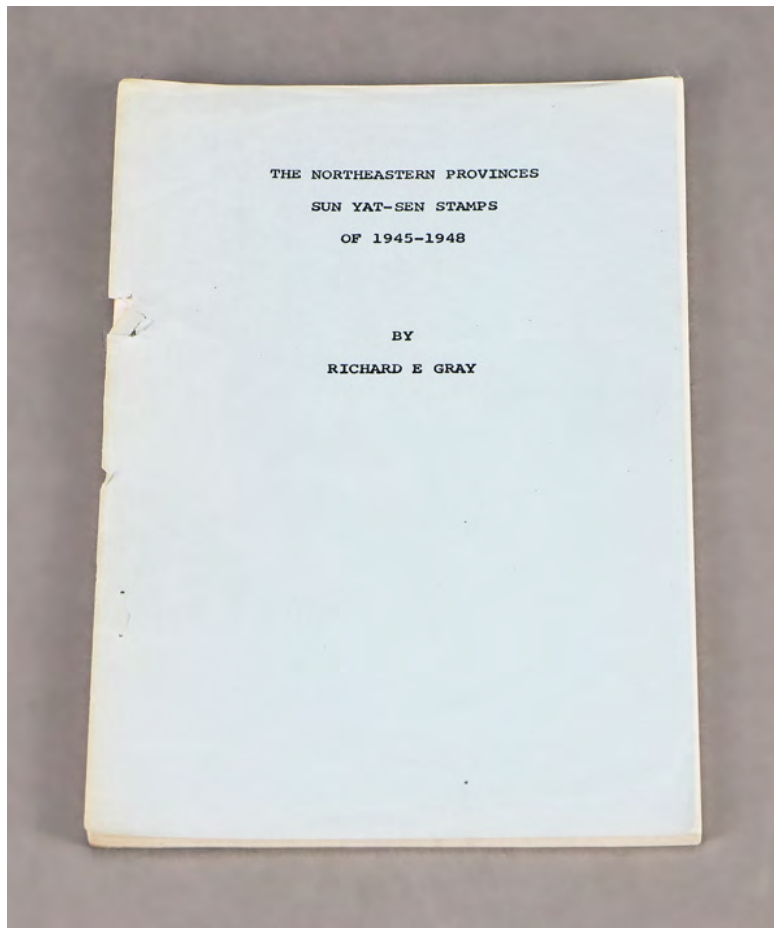 THE NORTHEASTERN PROVINCES
SUN YAT-SEN STAMPS
OF 1945-1948
BY
RICHARD E GRAY